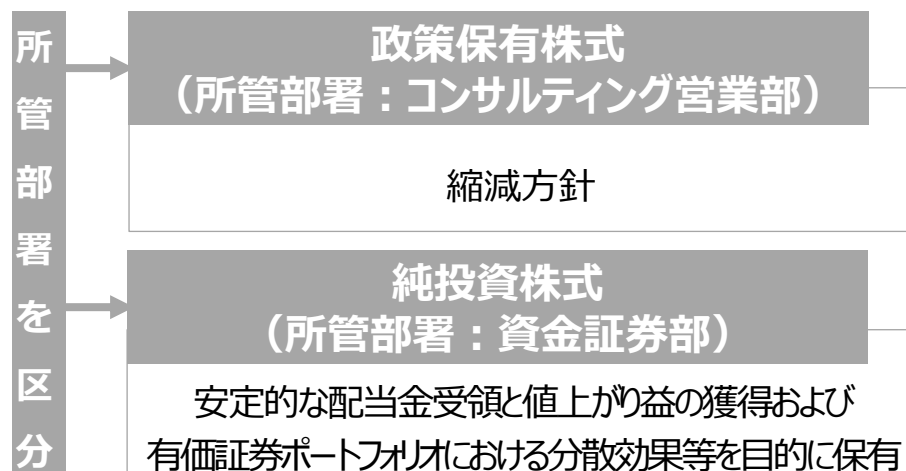 所管部署を区分
政策保有株式
（所管部署：コンサルティング営業部）
縮減方針
純投資株式
（所管部署：資金証券部）
安定的な配当金受領と値上がり益の獲得および
有価証券ポートフォリオにおける分散効果等を目的に保有